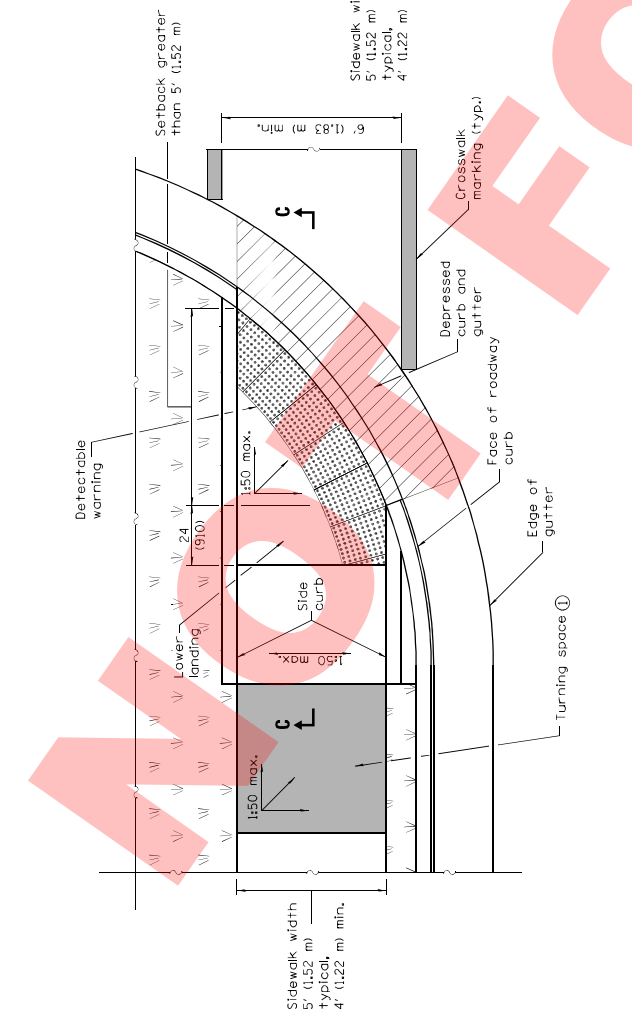 Setback greater
than 5' (1.52 m)
Sidewalk wi
5' (1.52 m)
typical,
4' (1.22 m)
6' (1.83 m) min.
Crosswalk
marking (typ.)
C
Depressed
curb and
gutter
Face of roadway
curb
Edge of
gutter
Turning space 1
Detectable
warning
24
(910)
1:50 max.
Lower
landing
Side
curb
1:50 max.
C
1:50 max.
Sidewalk width
5' (1.52 m)
typical,
4' (1.22 m) min.
NOT FO